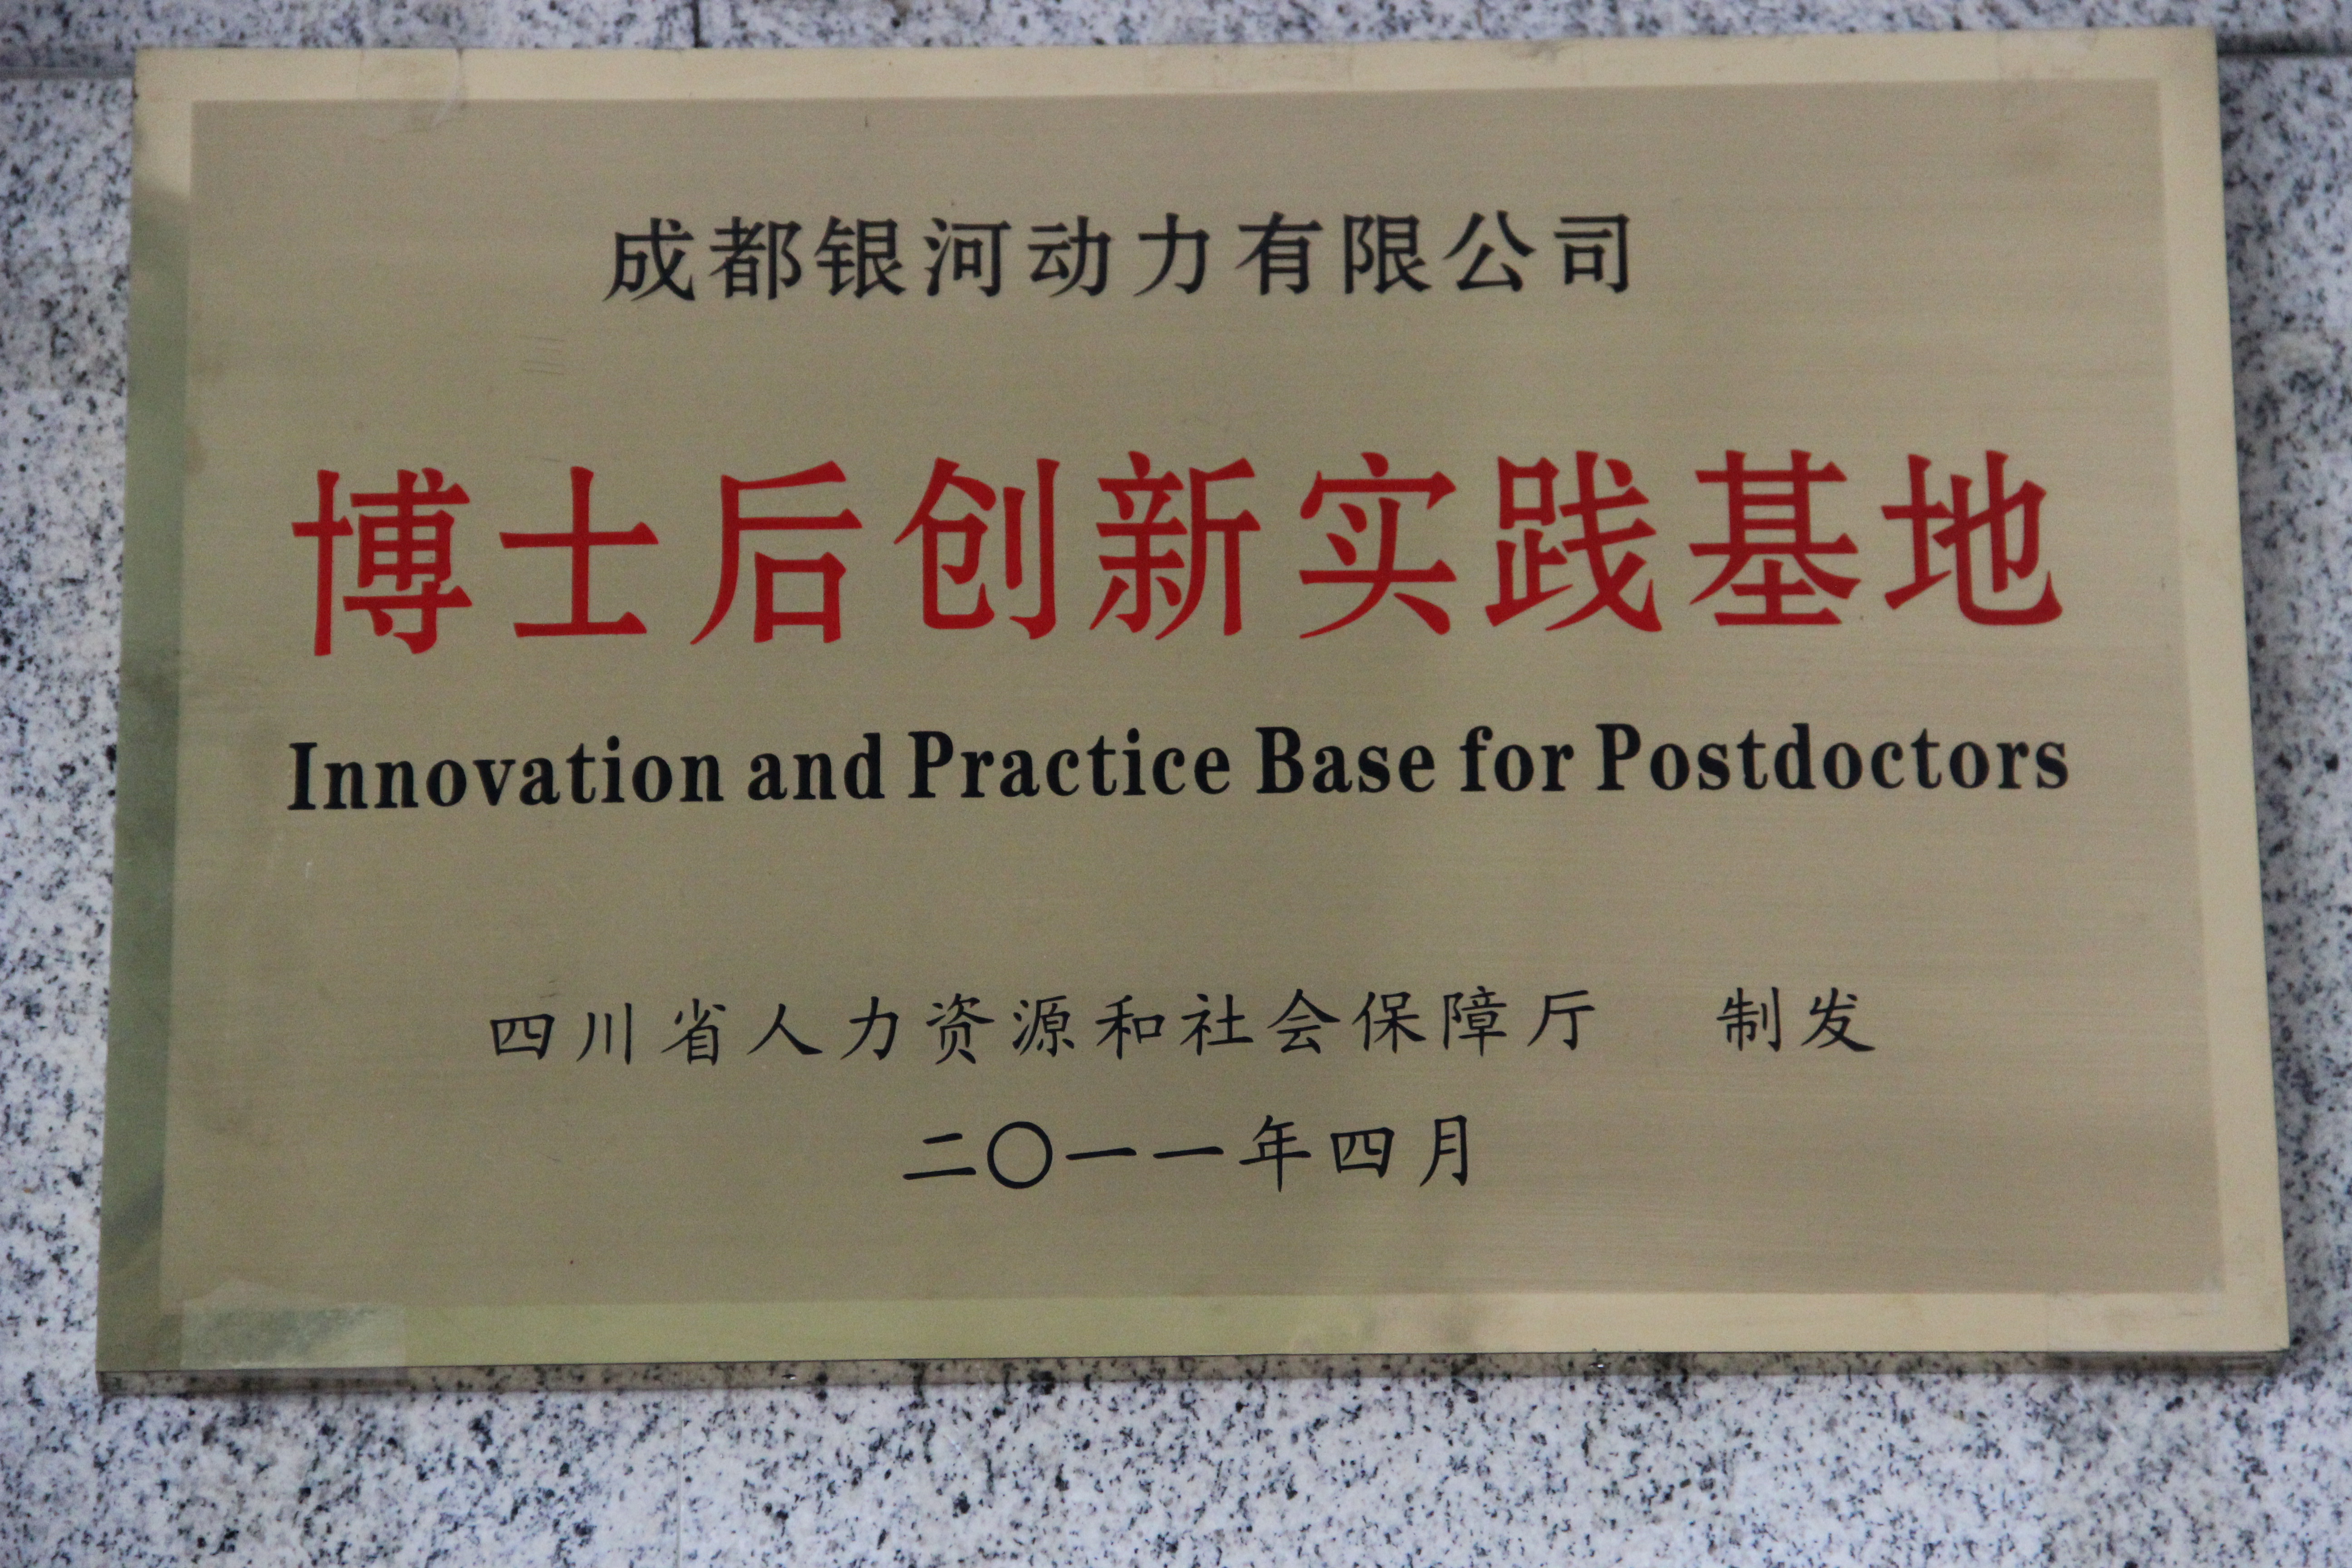 成都银河动力有限公司
博士后创新实践基地
Innovation and Practice Base for Postdoctors
四川省人力资源和社会保障厅 制发
二〇一一年四月